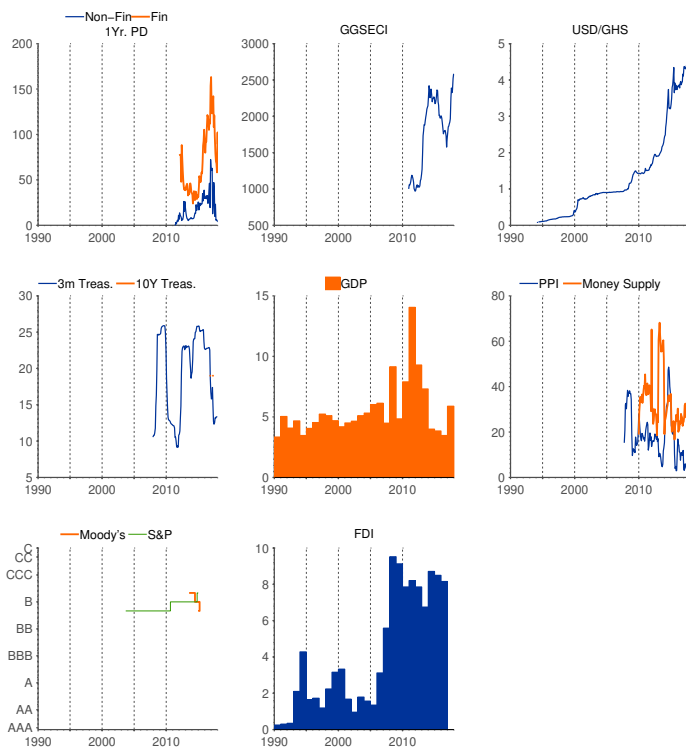 Non-Fin Fin
1Yr. PD
200
150
100
50
0
1990 2000 2010
GGSECI
3000
2500
2000
1500
1000
500
1990 2000 2010
USD/GHS
5
4
3
2
1
0
1990 2000 2010
3m Treas. 10Y Treas.
30
25
20
15
10
5
1990 2000 2010
GDP
15
10
5
0
1990 2000 2010
PPI Money Supply
80
60
40
20
0
1990 2000 2010
Moody's S&P
C
CC
CCC
B
BB
BBB
A
AA
AAA
1990 2000 2010
FDI
10
8
6
4
2
0
1990 2000 2010